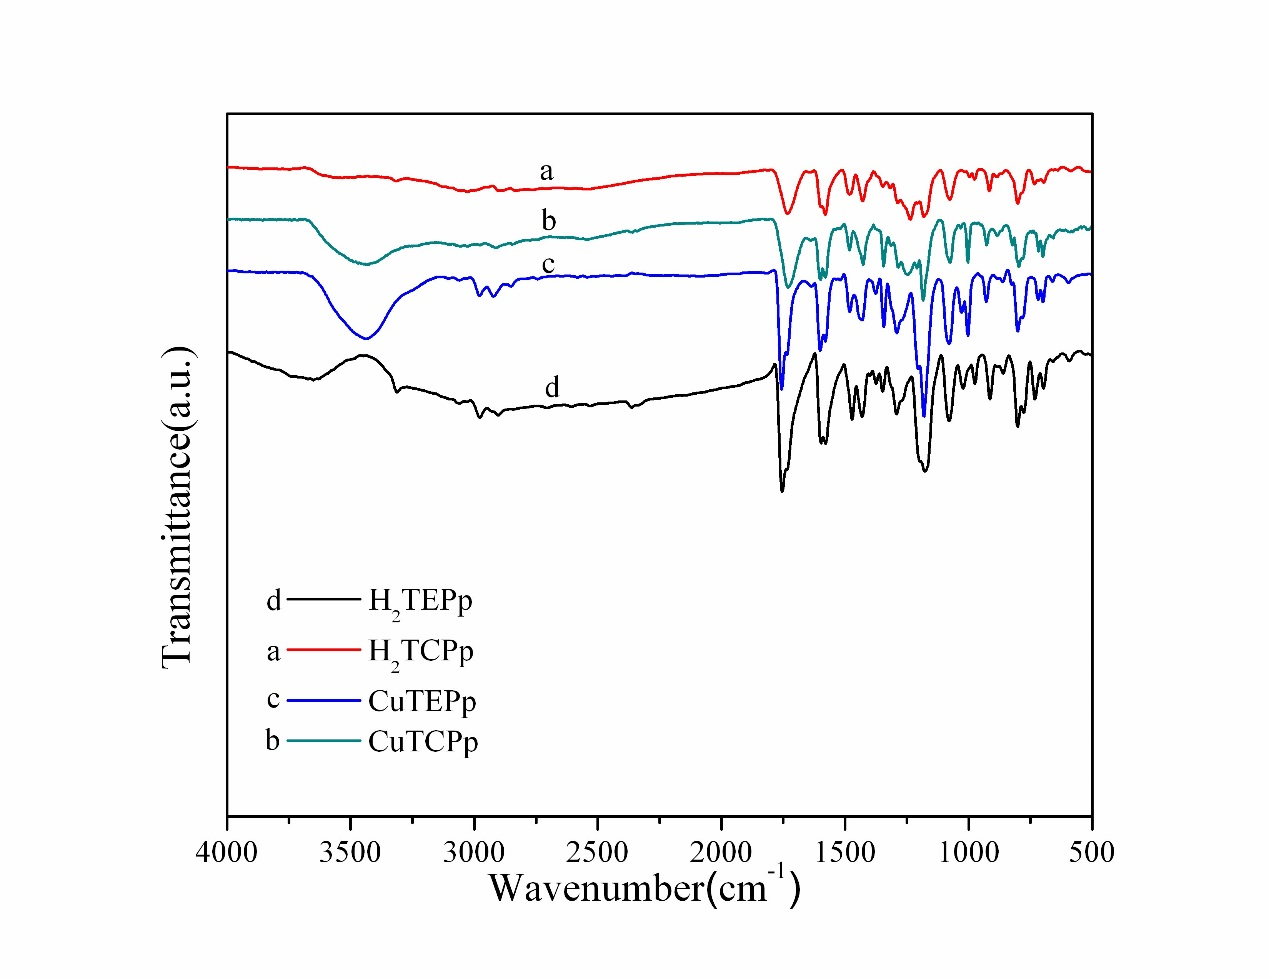 a
b
c
d
Transmittance(a.u.)
d H₂TEPp
a H₂TCPp
c CuTEPp
b CuTCPp
4000 3500 3000 2500 2000 1500 1000 500
Wavenumber(cm⁻¹)